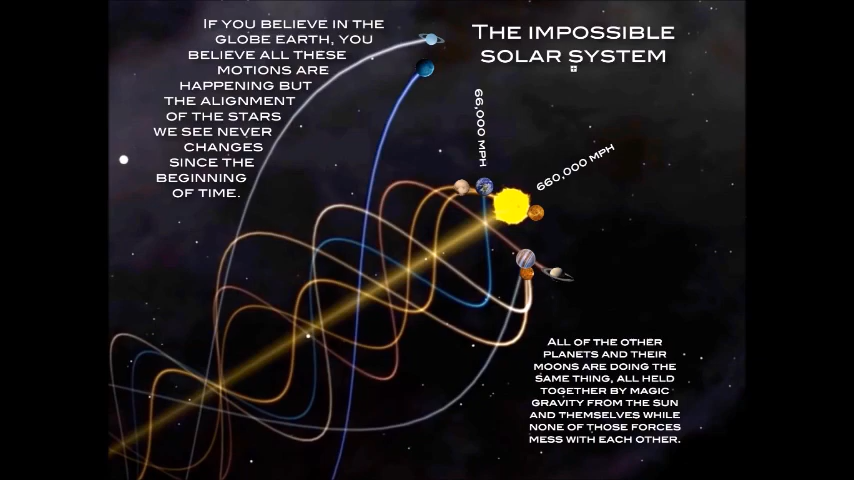 If you believe in the
globe earth, you
believe all these
motions are
happening but
the alignment
of the stars
we see never
changes
since the
beginning
of time.
The impossible
solar system
66,000 mph
660,000 mph
All of the other
planets and their
moons are doing the
same thing, all held
together by magic
gravity from the sun
and themselves while
none of those forces
mess with each other.